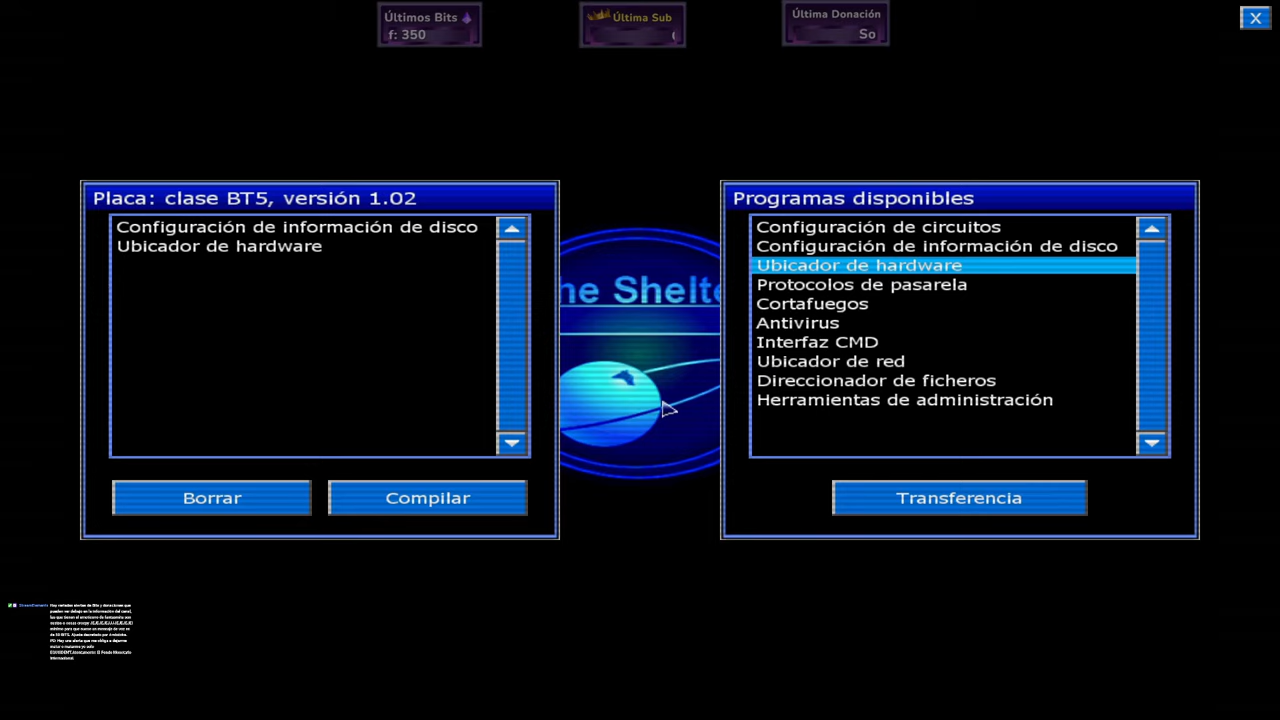 Últimos Bits
f: 350
Última Sub
Última Donación
So
X
Placa: clase BT5, versión 1.02
Configuración de información de disco
Ubicador de hardware
Borrar
Compilar
he Shelte
Programas disponibles
Configuración de circuitos
Configuración de información de disco
Ubicador de hardware
Protocolos de pasarela
Cortafuegos
Antivirus
Interfaz CMD
Ubicador de red
Direccionador de ficheros
Herramientas de administración
Transferencia